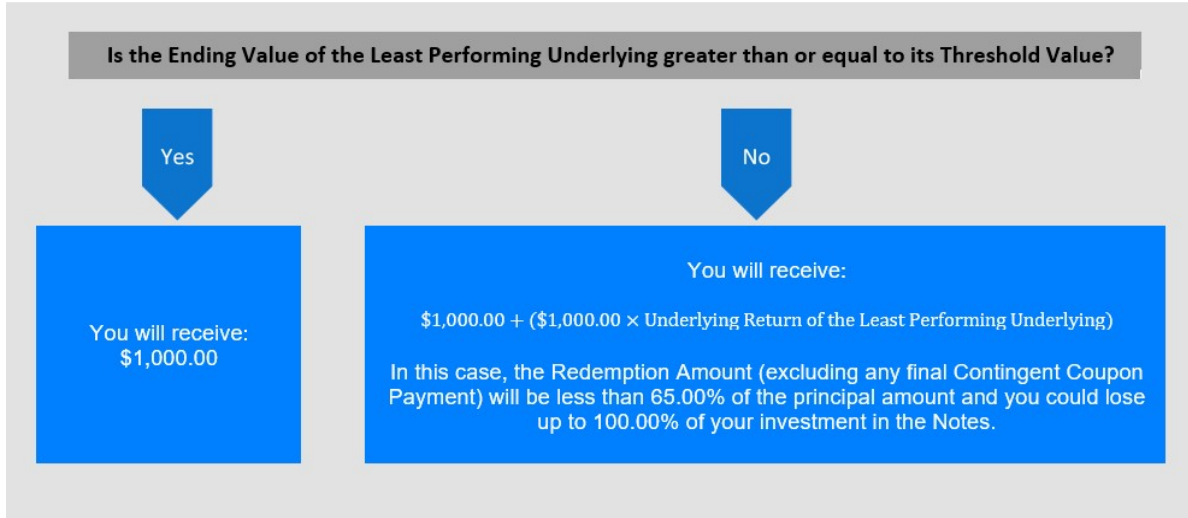 Is the Ending Value of the Least Performing Underlying greater than or equal to its Threshold Value?
Yes
No
You will receive:
$1,000.00
You will receive:
$1,000.00 + ($1,000.00 × Underlying Return of the Least Performing Underlying)
In this case, the Redemption Amount (excluding any final Contingent Coupon
Payment) will be less than 65.00% of the principal amount and you could lose
up to 100.00% of your investment in the Notes.